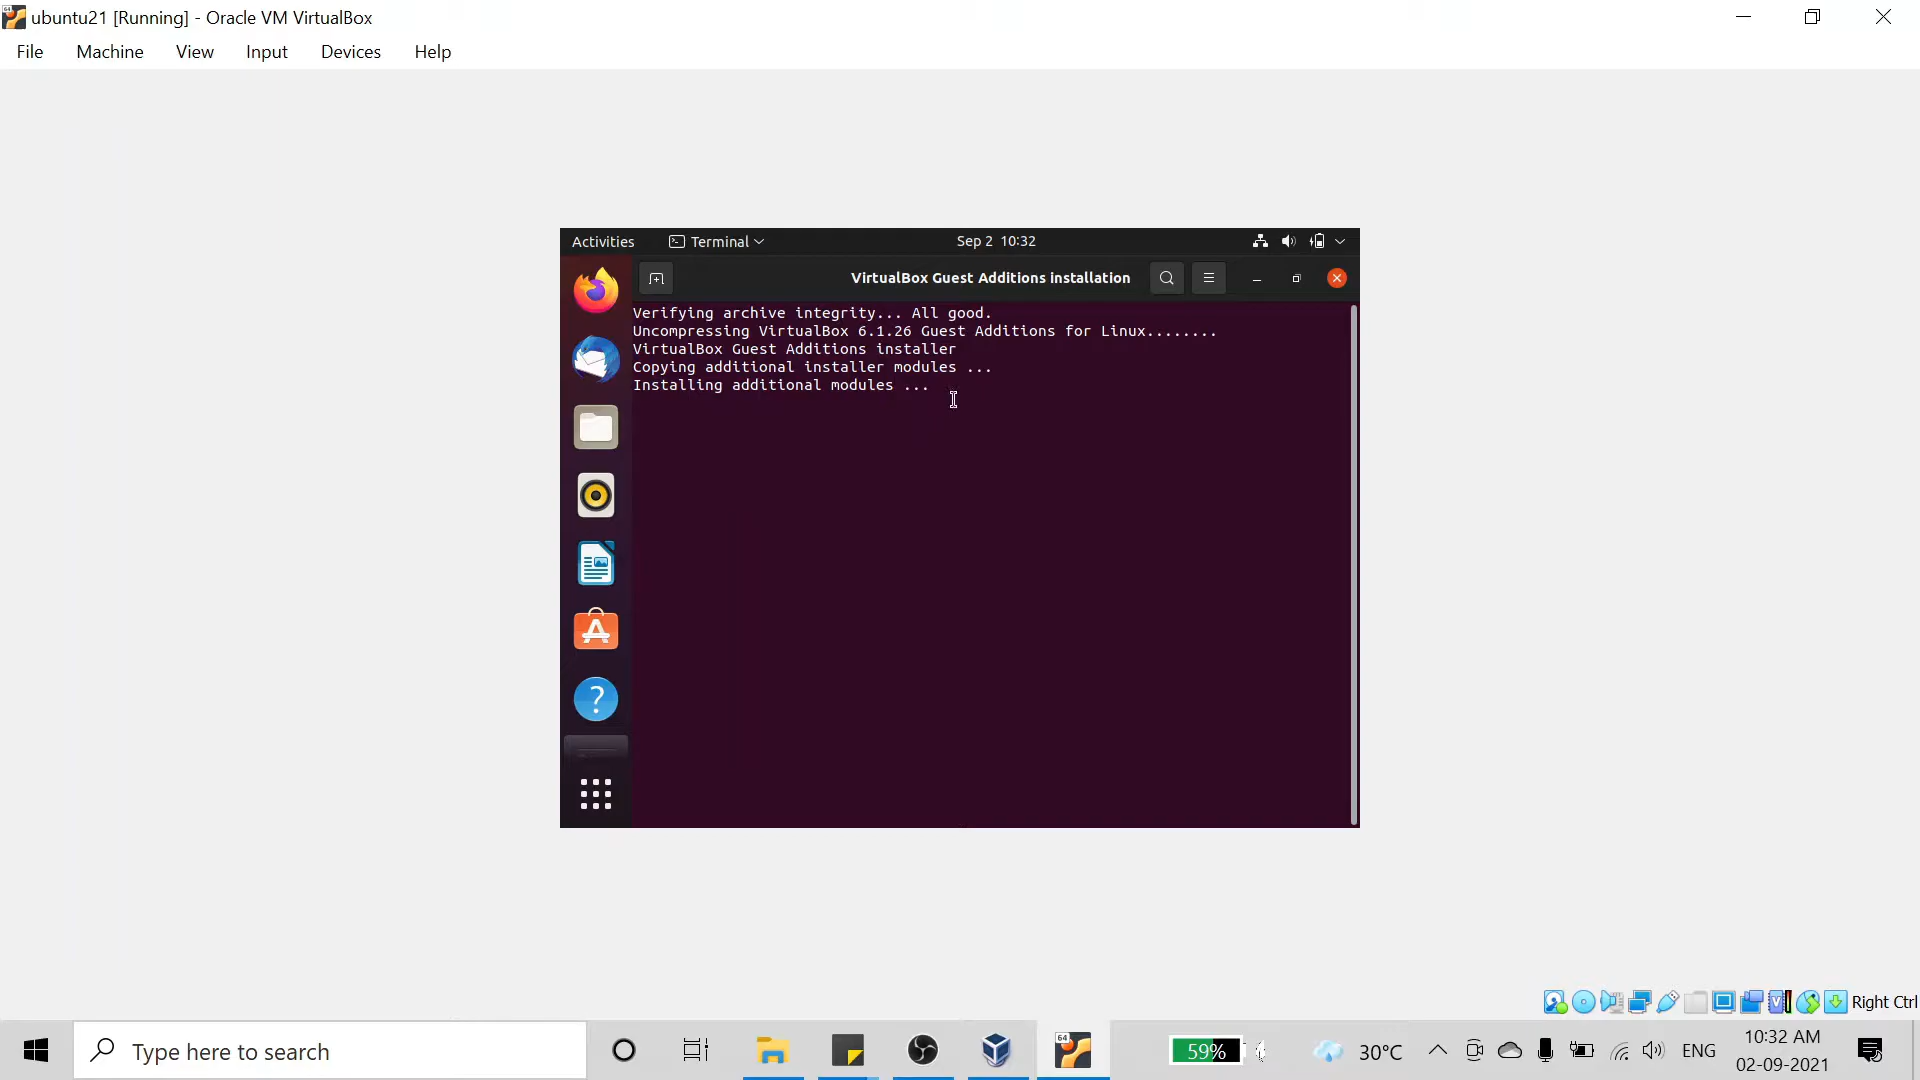 ubuntu21 [Running] - Oracle VM VirtualBox
File Machine View Input Devices Help
Activities Terminal Sep 2 10:32
VirtualBox Guest Additions installation
Verifying archive integrity... All good.
Uncompressing VirtualBox 6.1.26 Guest Additions for Linux........
VirtualBox Guest Additions installer
Copying additional installer modules ...
Installing additional modules ...
Right Ctrl
Type here to search
59%
30°C
ENG
10:32 AM
02-09-2021